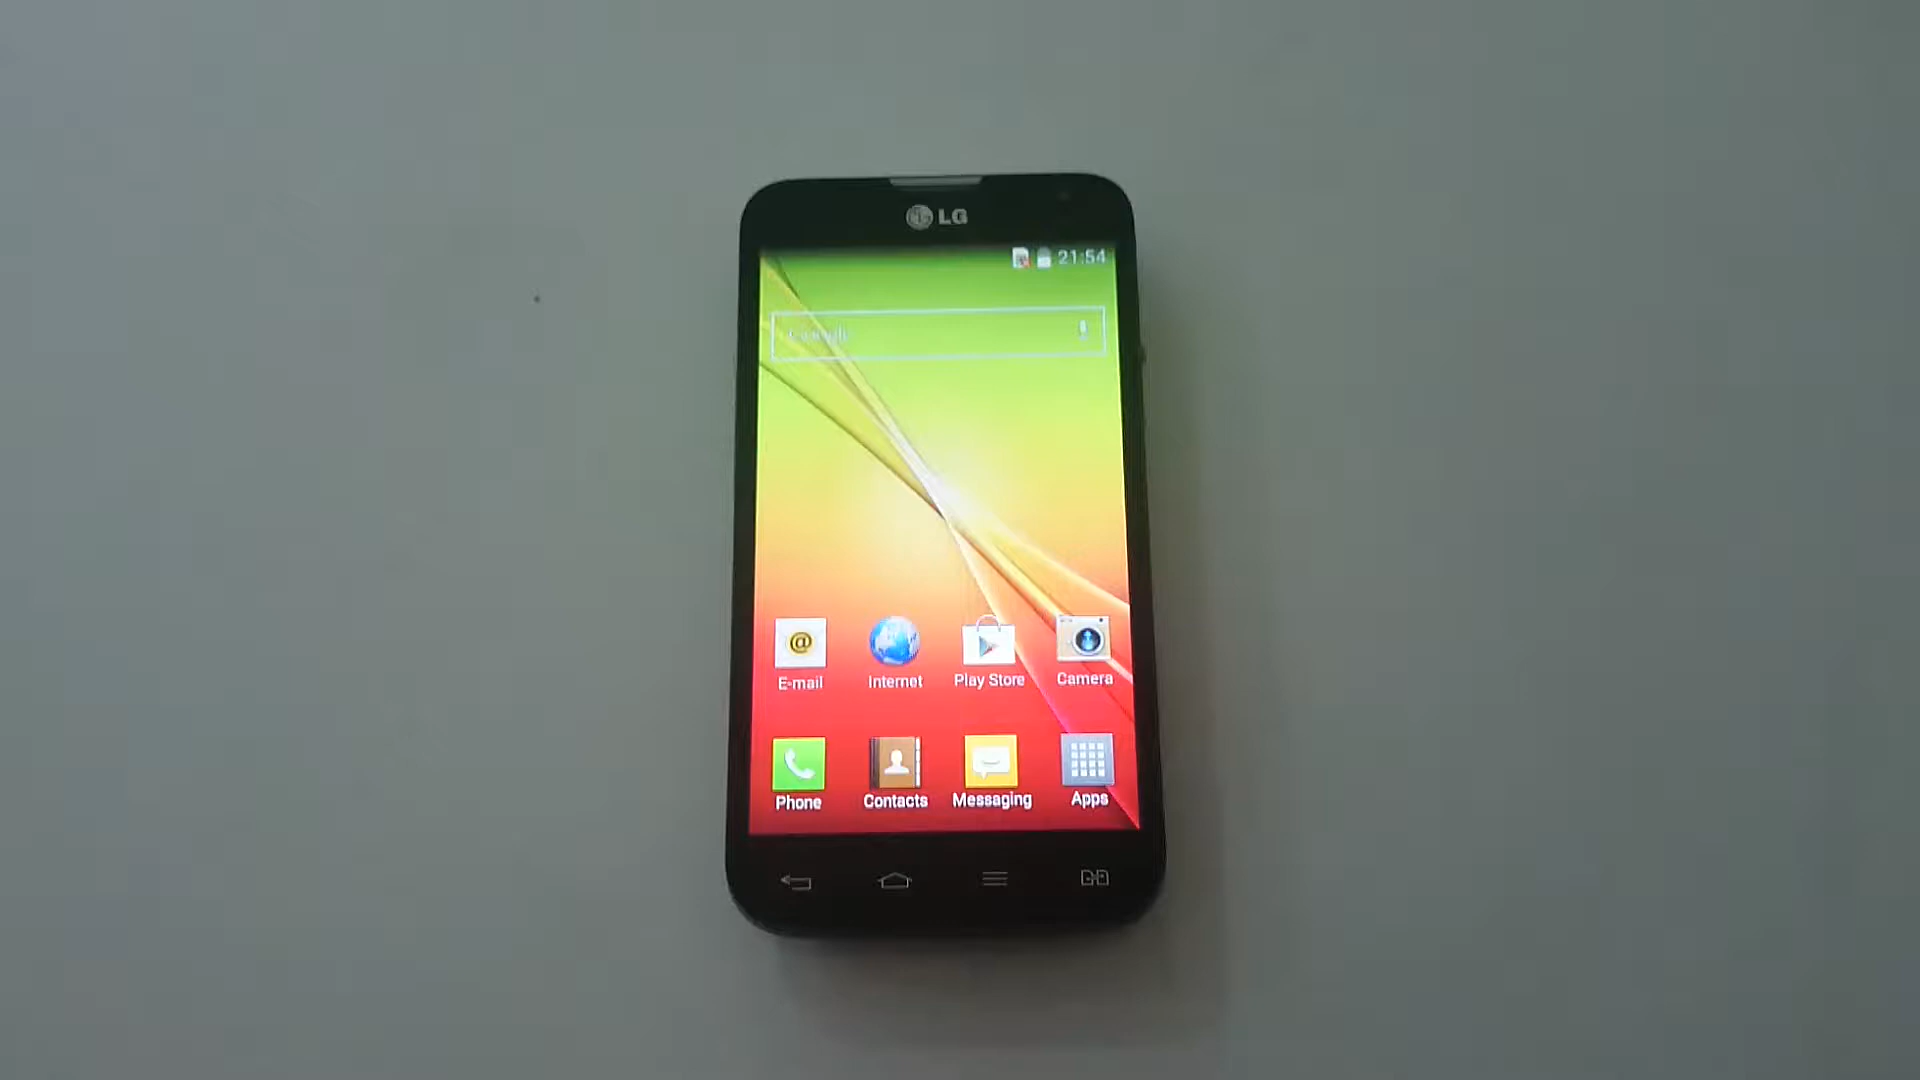 LG
21:54
Google
E-mail Internet Play Store Camera
Phone Contacts Messaging Apps